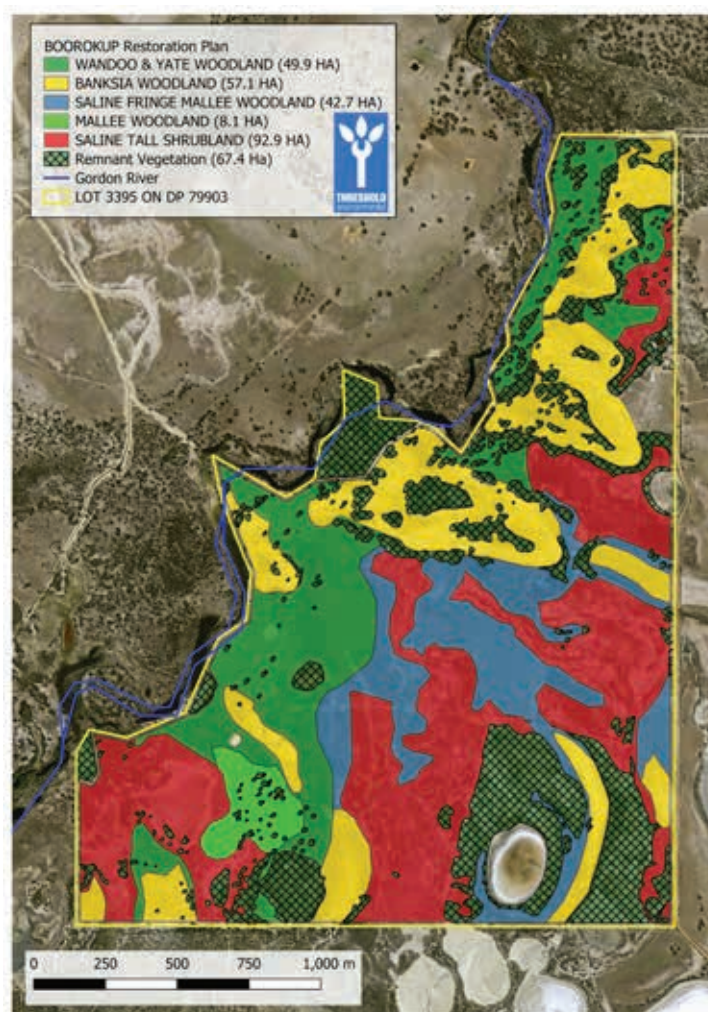 BOOROKUP Restoration Plan
WANDOO & YATE WOODLAND (49.9 HA)
BANKSIA WOODLAND (57.1 HA)
SALINE FRINGE MALLEE WOODLAND (42.7 HA)
MALLEE WOODLAND (8.1 HA)
SALINE TALL SHRUBLAND (92.9 HA)
Remnant Vegetation (67.4 Ha)
Gordon River
LOT 3395 ON DP 79903
THRESHOLD
0 250 500 750 1,000 m